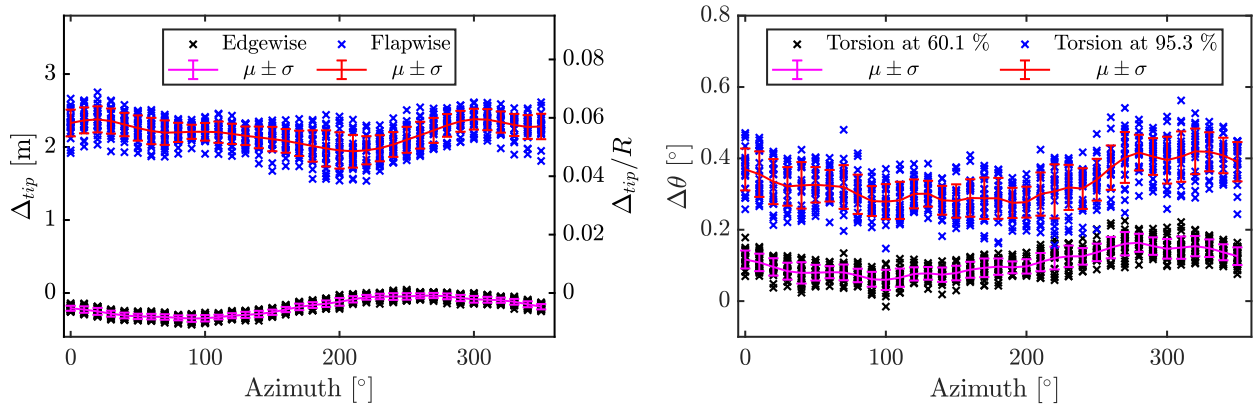 Edgewise
Flapwise
μ ± σ
μ ± σ
3
2
1
0
0.08
0.06
0.04
0.02
0
0
100
200
300
Δ_tip [m]
Δ_tip/R
Azimuth [°]
Torsion at 60.1 %
Torsion at 95.3 %
μ ± σ
μ ± σ
0.8
0.6
0.4
0.2
0
0
100
200
300
Δθ [°]
Azimuth [°]